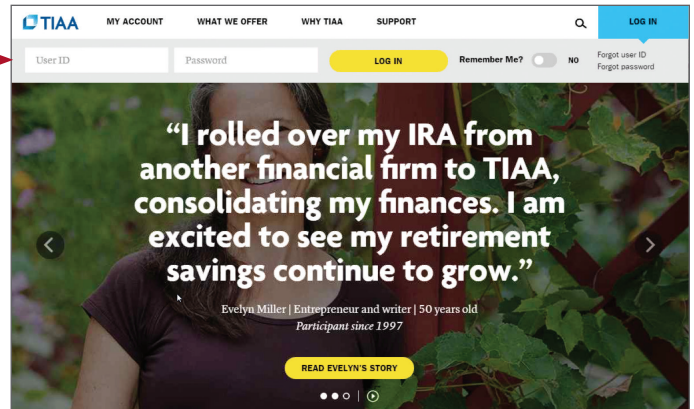 TIAA MY ACCOUNT WHAT WE OFFER WHY TIAA SUPPORT LOG IN
User ID Password LOG IN Remember Me? NO Forgot user ID
Forgot password
“I rolled over my IRA from
another financial firm to TIAA,
consolidating my finances. I am
excited to see my retirement
savings continue to grow.”
Evelyn Miller | Entrepreneur and writer | 50 years old
Participant since 1997
READ EVELYN'S STORY